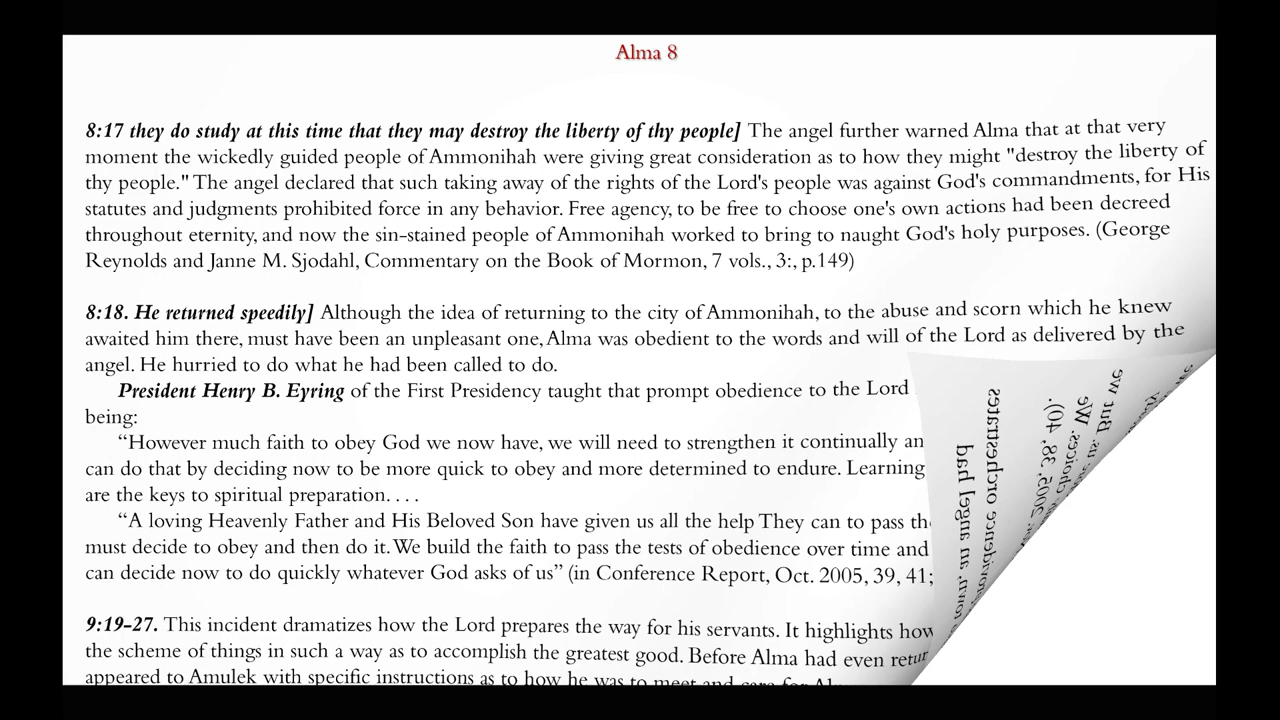 Alma 8
8:17 they do study at this time that they may destroy the liberty of thy people] The angel further warned Alma that at that very
moment the wickedly guided people of Ammonihah were giving great consideration as to how they might "destroy the liberty of
thy people." The angel declared that such taking away of the rights of the Lord's people was against God's commandments, for His
statutes and judgments prohibited force in any behavior. Free agency, to be free to choose one's own actions had been decreed
throughout eternity, and now the sin-stained people of Ammonihah worked to bring to naught God's holy purposes. (George
Reynolds and Janne M. Sjodahl, Commentary on the Book of Mormon, 7 vols., 3:, p.149)
8:18. He returned speedily] Although the idea of returning to the city of Ammonihah, to the abuse and scorn which he knew
awaited him there, must have been an unpleasant one, Alma was obedient to the words and will of the Lord as delivered by the
angel. He hurried to do what he had been called to do.
President Henry B. Eyring of the First Presidency taught that prompt obedience to the Lord
being:
“However much faith to obey God we now have, we will need to strengthen it continually an
can do that by deciding now to be more quick to obey and more determined to endure. Learning
are the keys to spiritual preparation. . . .
“A loving Heavenly Father and His Beloved Son have given us all the help They can to pass th
must decide to obey and then do it. We build the faith to pass the tests of obedience over time and
can decide now to do quickly whatever God asks of us” (in Conference Report, Oct. 2005, 39, 41;
9:19-27. This incident dramatizes how the Lord prepares the way for his servants. It highlights how
the scheme of things in such a way as to accomplish the greatest good. Before Alma had even retur
appeared to Amulek with specific instructions as to how he was to meet and care for
own, an angel had
providence orchestrates
2005, 38, 40).
choices. We
us. But we